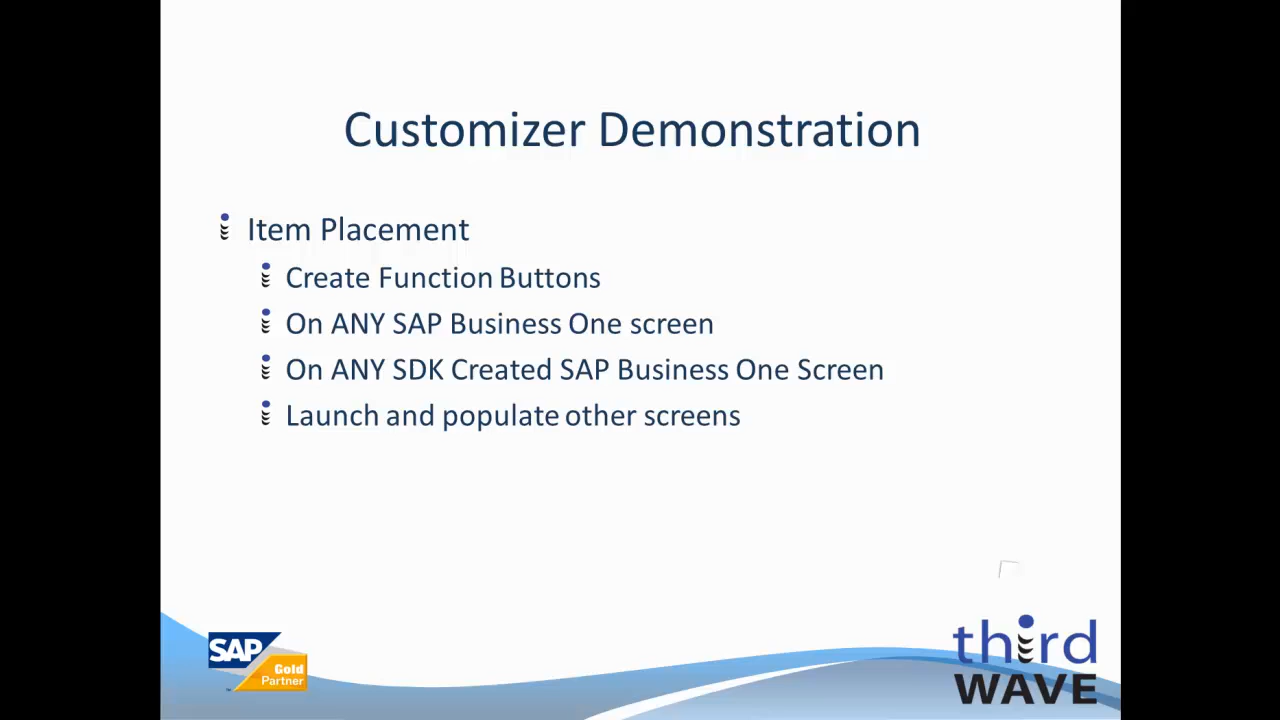 Customizer Demonstration
Item Placement
Create Function Buttons
On ANY SAP Business One screen
On ANY SDK Created SAP Business One Screen
Launch and populate other screens
SAP
Gold
Partner
™
third
WAVE